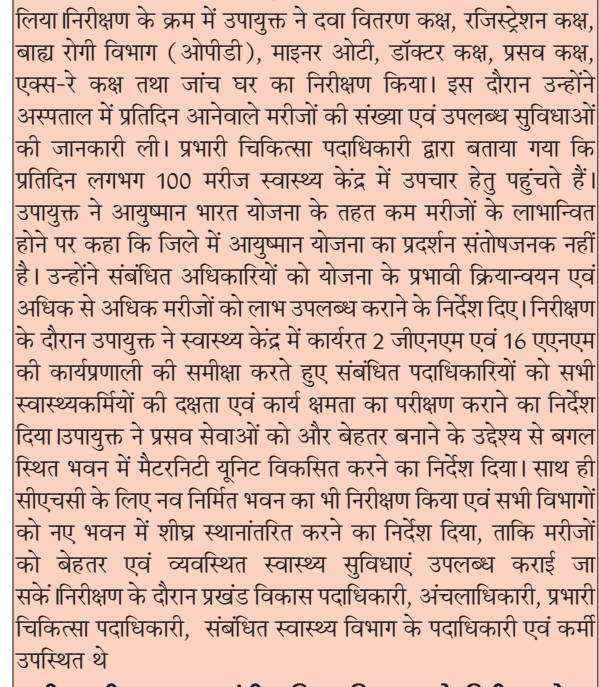 लिया।निरीक्षण के क्रम में उपायुक्त ने दवा वितरण कक्ष, रजिस्ट्रेशन कक्ष,
बाह्य रोगी विभाग (ओपीडी), माइनर ओटी, डॉक्टर कक्ष, प्रसव कक्ष,
एक्स-रे कक्ष तथा जांच घर का निरीक्षण किया। इस दौरान उन्होंने
अस्पताल में प्रतिदिन आनेवाले मरीजों की संख्या एवं उपलब्ध सुविधाओं
की जानकारी ली। प्रभारी चिकित्सा पदाधिकारी द्वारा बताया गया कि
प्रतिदिन लगभग 100 मरीज स्वास्थ्य केंद्र में उपचार हेतु पहुंचते हैं।
उपायुक्त ने आयुष्मान भारत योजना के तहत कम मरीजों के लाभान्वित
होने पर कहा कि जिले में आयुष्मान योजना का प्रदर्शन संतोषजनक नहीं
है। उन्होंने संबंधित अधिकारियों को योजना के प्रभावी क्रियान्वयन एवं
अधिक से अधिक मरीजों को लाभ उपलब्ध कराने के निर्देश दिए।निरीक्षण
के दौरान उपायुक्त ने स्वास्थ्य केंद्र में कार्यरत 2 जीएनएम एवं 16 एएनएम
की कार्यप्रणाली की समीक्षा करते हुए संबंधित पदाधिकारियों को सभी
स्वास्थ्यकर्मियों की दक्षता एवं कार्य क्षमता का परीक्षण कराने का निर्देश
दिया।उपायुक्त ने प्रसव सेवाओं को और बेहतर बनाने के उद्देश्य से बगल
स्थित भवन में मैटरनिटी यूनिट विकसित करने का निर्देश दिया। साथ ही
सीएचसी के लिए नव निर्मित भवन का भी निरीक्षण किया एवं सभी विभागों
को नए भवन में शीघ्र स्थानांतरित करने का निर्देश दिया, ताकि मरीजों
को बेहतर एवं व्यवस्थित स्वास्थ्य सुविधाएं उपलब्ध कराई जा
सकें।निरीक्षण के दौरान प्रखंड विकास पदाधिकारी, अंचलाधिकारी, प्रभारी
चिकित्सा पदाधिकारी, संबंधित स्वास्थ्य विभाग के पदाधिकारी एवं कर्मी
उपस्थित थे